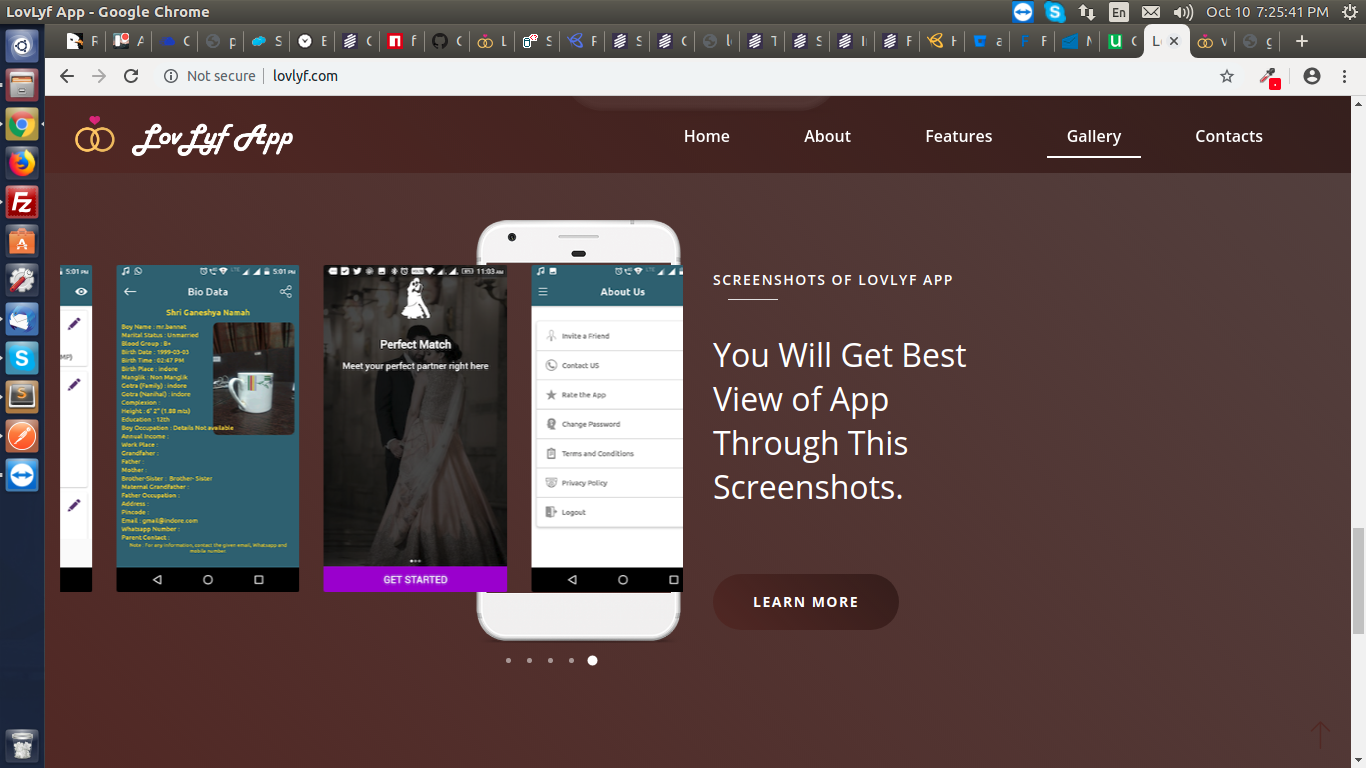 LovLyf App - Google Chrome
En
Oct 10 7:25:41 PM
Not secure
lovlyf.com
LovLyf App
Home
About
Features
Gallery
Contacts
5:01 PM
5:01 PM
Bio Data
Shri Ganeshya Namah
Boy Name : mr.bennet
Marital Status : Unmarried
Blood Group : B+
Birth Date : 1999-03-03
Birth Time : 02:47 PM
Birth Place : indore
Manglik : Non Manglik
Gotra (Family) : indore
Gotra (Nanihal) : indore
Complexion :
Height : 6' 2" (1.88 mts)
Education : 12th
Boy Occupation : Details Not available
Annual Income :
Work Place :
Grandfaher :
Father :
Mother :
Brother-Sister : Brother- Sister
Maternal Grandfather :
Father Occupation :
Address :
Pincode :
Email : gmail@indore.com
Whatsapp Number :
Parent Contact :
Note : For any information, contact the given email, Whatsapp and
mobile number
11:03 AM
Perfect Match
Meet your perfect partner right here
GET STARTED
About Us
Invite a Friend
Contact US
Rate the App
Change Password
Terms and Conditions
Privacy Policy
Logout
SCREENSHOTS OF LOVLYF APP
You Will Get Best
View of App
Through This
Screenshots.
LEARN MORE